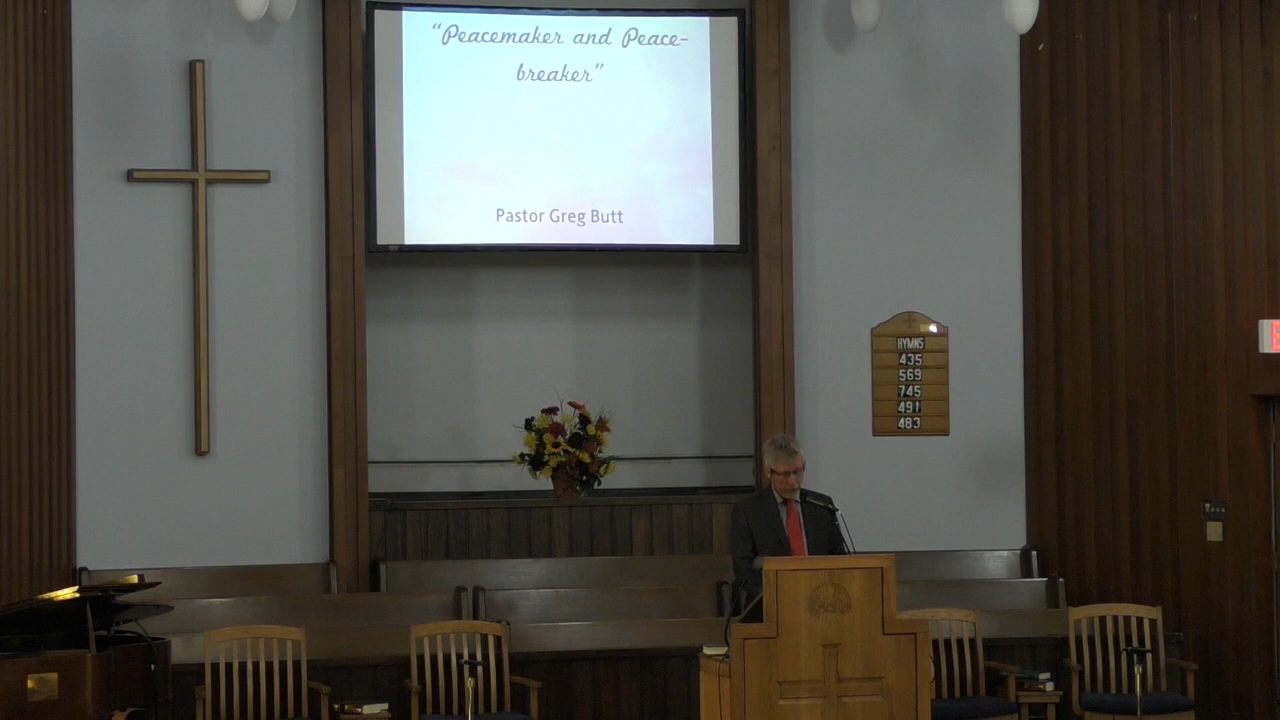 “Peacemaker and Peace-
breaker”
Pastor Greg Butt
HYMNS
435
569
745
491
483